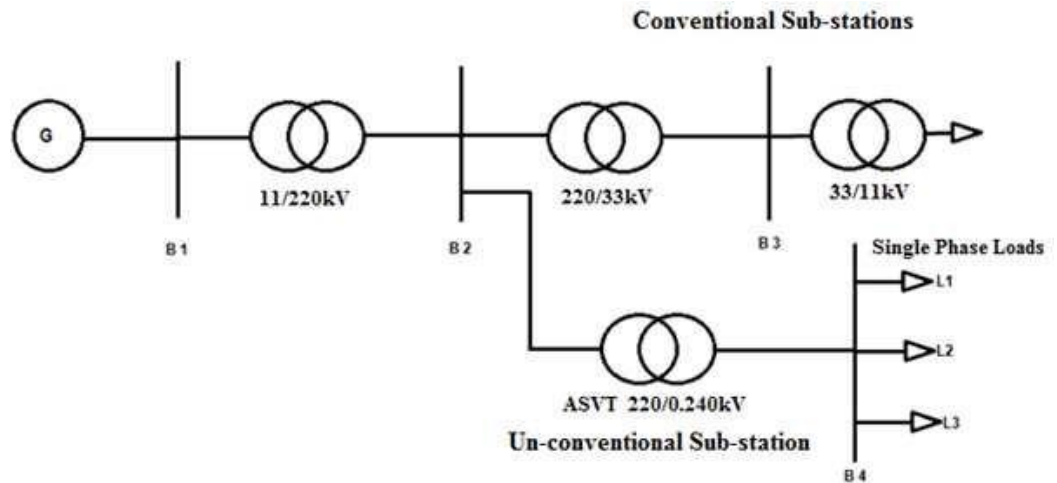 Conventional Sub-stations
G
11/220kV
220/33kV
33/11kV
B 1
B 2
B 3
Single Phase Loads
L1
L2
L3
ASVT 220/0.240kV
Un-conventional Sub-station
B 4